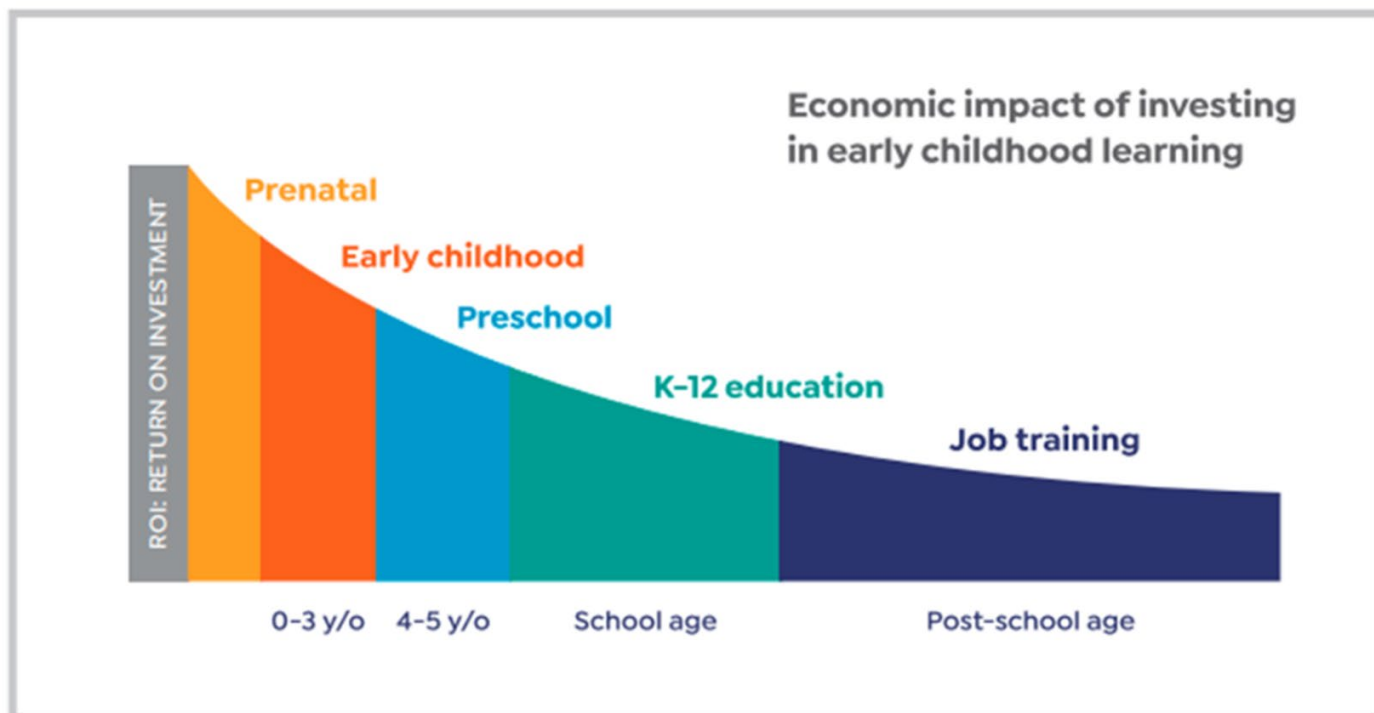 Economic impact of investing
in early childhood learning
ROI: RETURN ON INVESTMENT
Prenatal
Early childhood
Preschool
K–12 education
Job training
0–3 y/o
4–5 y/o
School age
Post-school age